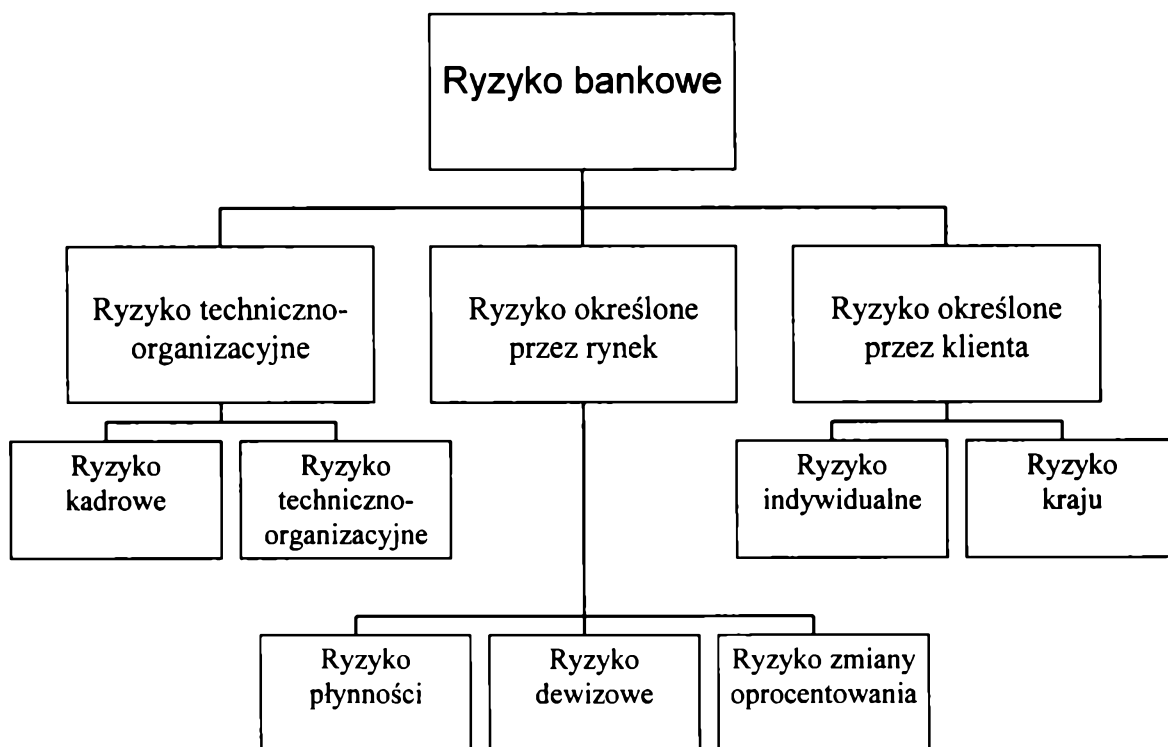 Ryzyko bankowe
Ryzyko techniczno-
organizacyjne
Ryzyko określone
przez rynek
Ryzyko określone
przez klienta
Ryzyko
kadrowe
Ryzyko
techniczno-
organizacyjne
Ryzyko
indywidualne
Ryzyko
kraju
Ryzyko
płynności
Ryzyko
dewizowe
Ryzyko zmiany
oprocentowania